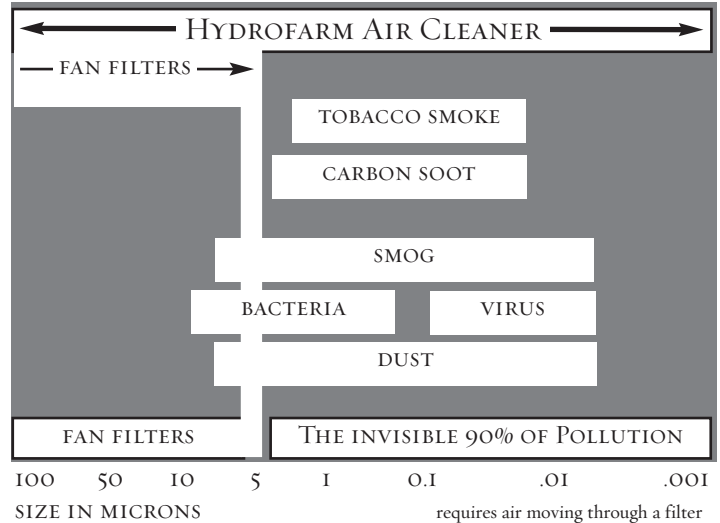 Hydrofarm Air Cleaner
FAN FILTERS
TOBACCO SMOKE
CARBON SOOT
SMOG
BACTERIA VIRUS
DUST
FAN FILTERS The invisible 90% of Pollution
100 50 10 5 1 0.1 .01 .001
SIZE IN MICRONS requires air moving through a filter